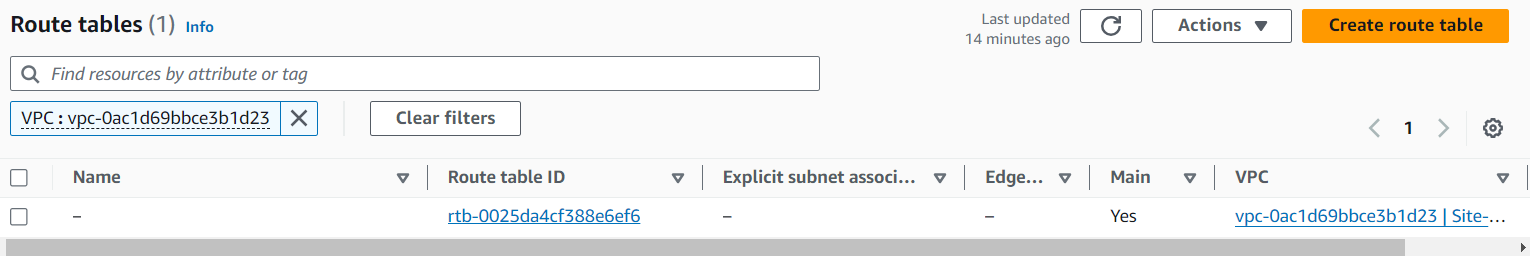 Route tables (1) Info
Last updated
14 minutes ago
Actions
Create route table
Find resources by attribute or tag
VPC : vpc-0ac1d69bbce3b1d23
Clear filters
1
Name Route table ID Explicit subnet associ... Edge... Main VPC
– rtb-0025da4cf388e6ef6 – – Yes vpc-0ac1d69bbce3b1d23 | Site-...